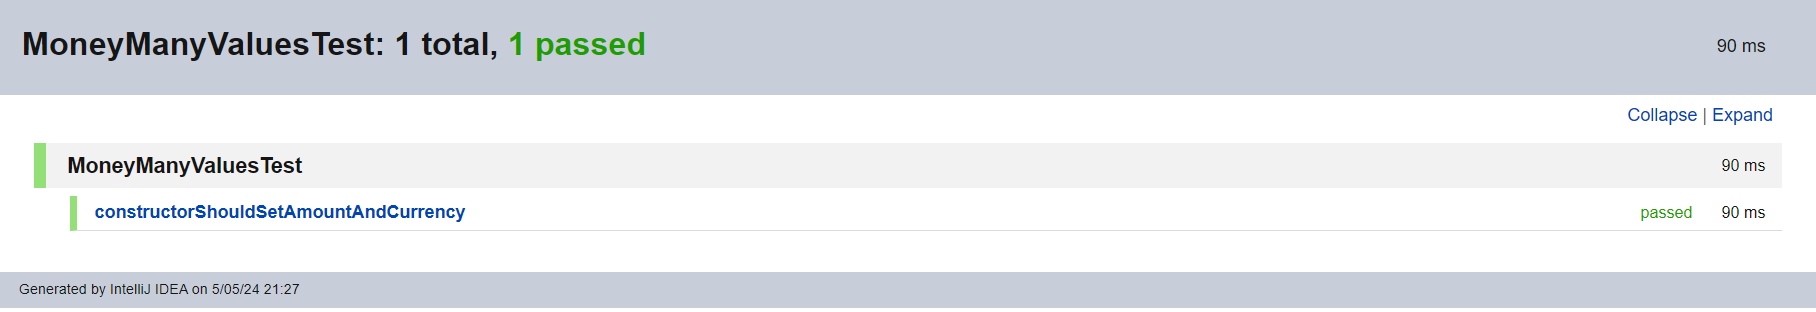 MoneyManyValuesTest: 1 total, 1 passed 90 ms
Collapse | Expand
MoneyManyValuesTest 90 ms
constructorShouldSetAmountAndCurrency passed 90 ms
Generated by IntelliJ IDEA on 5/05/24 21:27